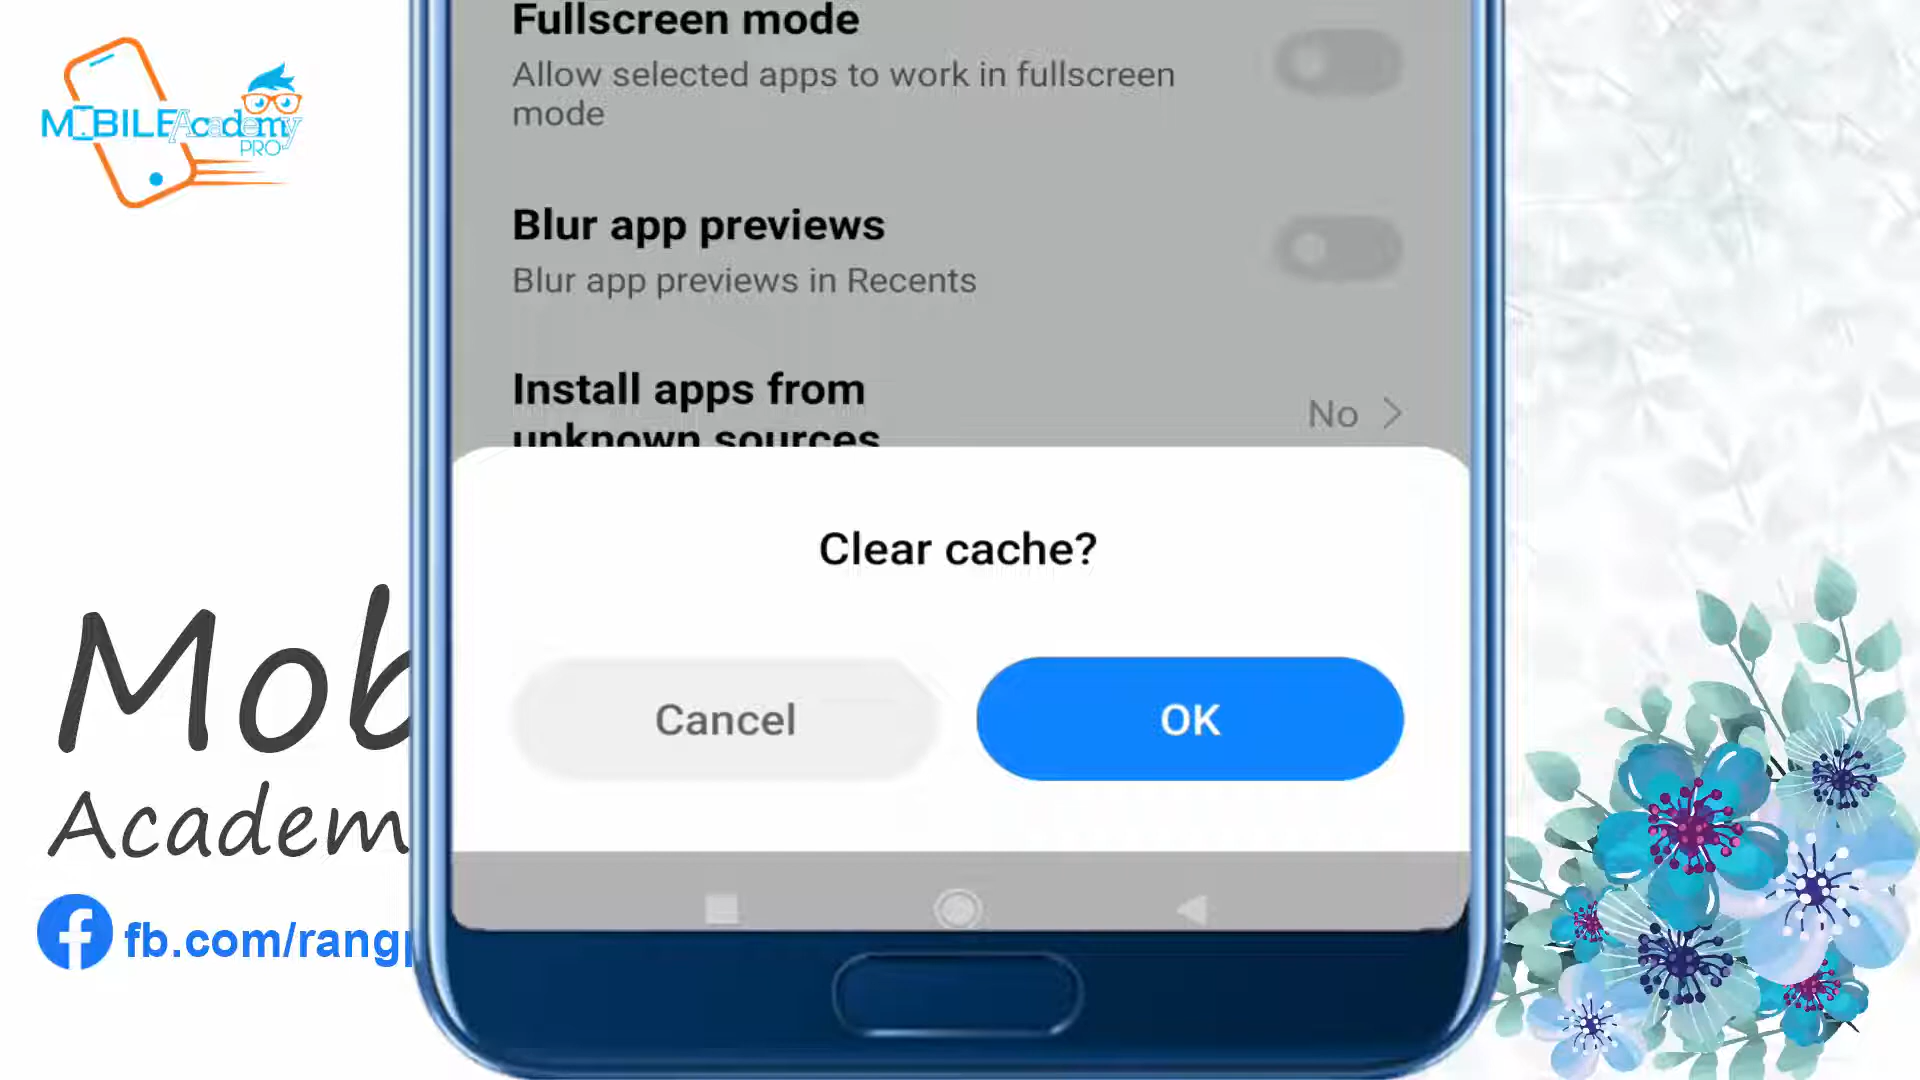 MOBILE Academy
PRO
Fullscreen mode
Allow selected apps to work in fullscreen
mode
Blur app previews
Blur app previews in Recents
Install apps from
unknown sources
No
Clear cache?
Cancel
OK
Mob
Academ
fb.com/rangp